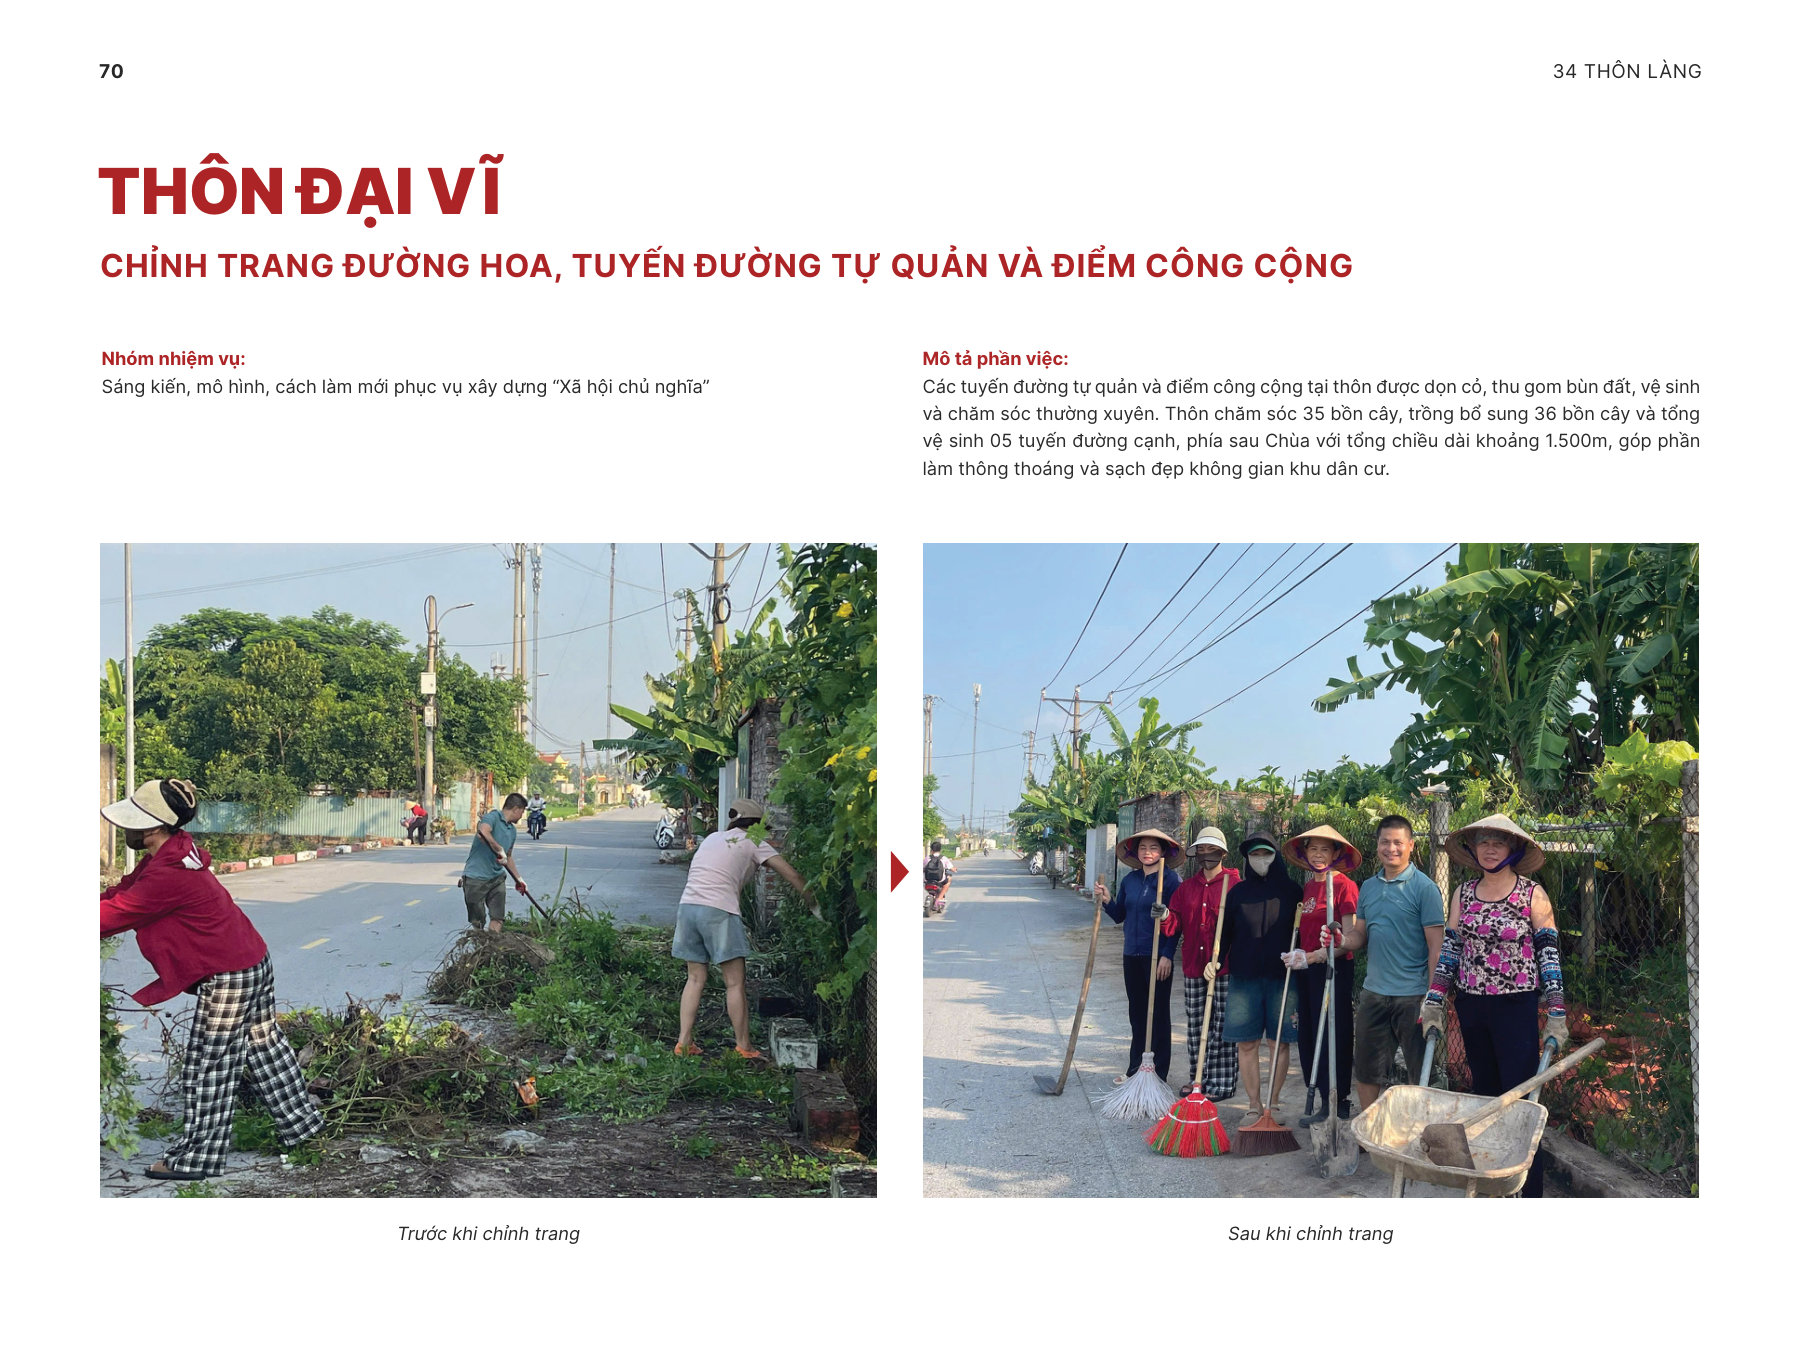 70
34 THÔN LÀNG
THÔN ĐẠI VĨ
CHỈNH TRANG ĐƯỜNG HOA, TUYẾN ĐƯỜNG TỰ QUẢN VÀ ĐIỂM CÔNG CỘNG
Nhóm nhiệm vụ:
Sáng kiến, mô hình, cách làm mới phục vụ xây dựng “Xã hội chủ nghĩa”
Mô tả phần việc:
Các tuyến đường tự quản và điểm công cộng tại thôn được dọn cỏ, thu gom bùn đất, vệ sinh
và chăm sóc thường xuyên. Thôn chăm sóc 35 bồn cây, trồng bổ sung 36 bồn cây và tổng
vệ sinh 05 tuyến đường cạnh, phía sau Chùa với tổng chiều dài khoảng 1.500m, góp phần
làm thông thoáng và sạch đẹp không gian khu dân cư.
Trước khi chỉnh trang
Sau khi chỉnh trang